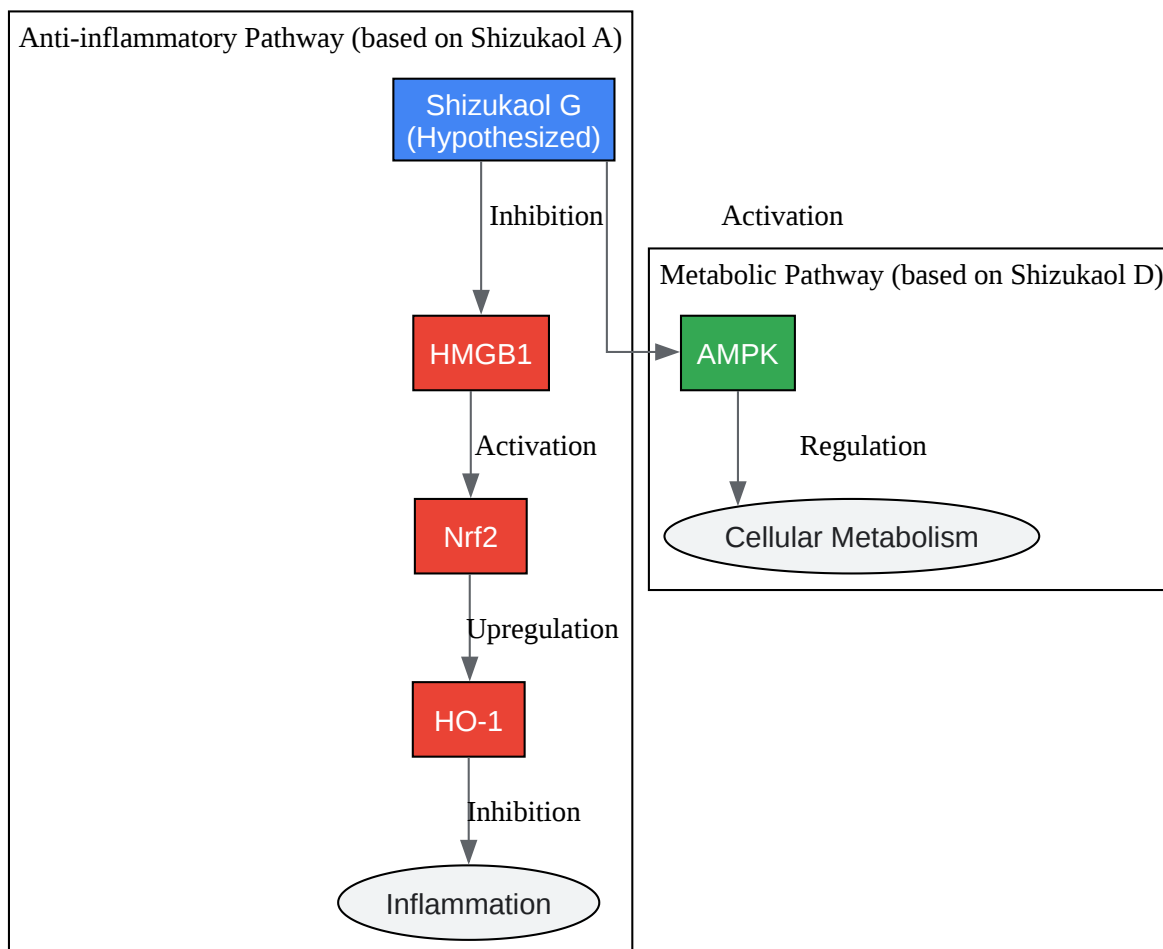 Anti-inflammatory Pathway (based on Shizukaol A)
Shizukaol G
(Hypothesized)
Inhibition
Activation
Metabolic Pathway (based on Shizukaol D)
HMGB1
AMPK
Activation
Regulation
Nrf2
Cellular Metabolism
Upregulation
HO-1
Inhibition
Inflammation